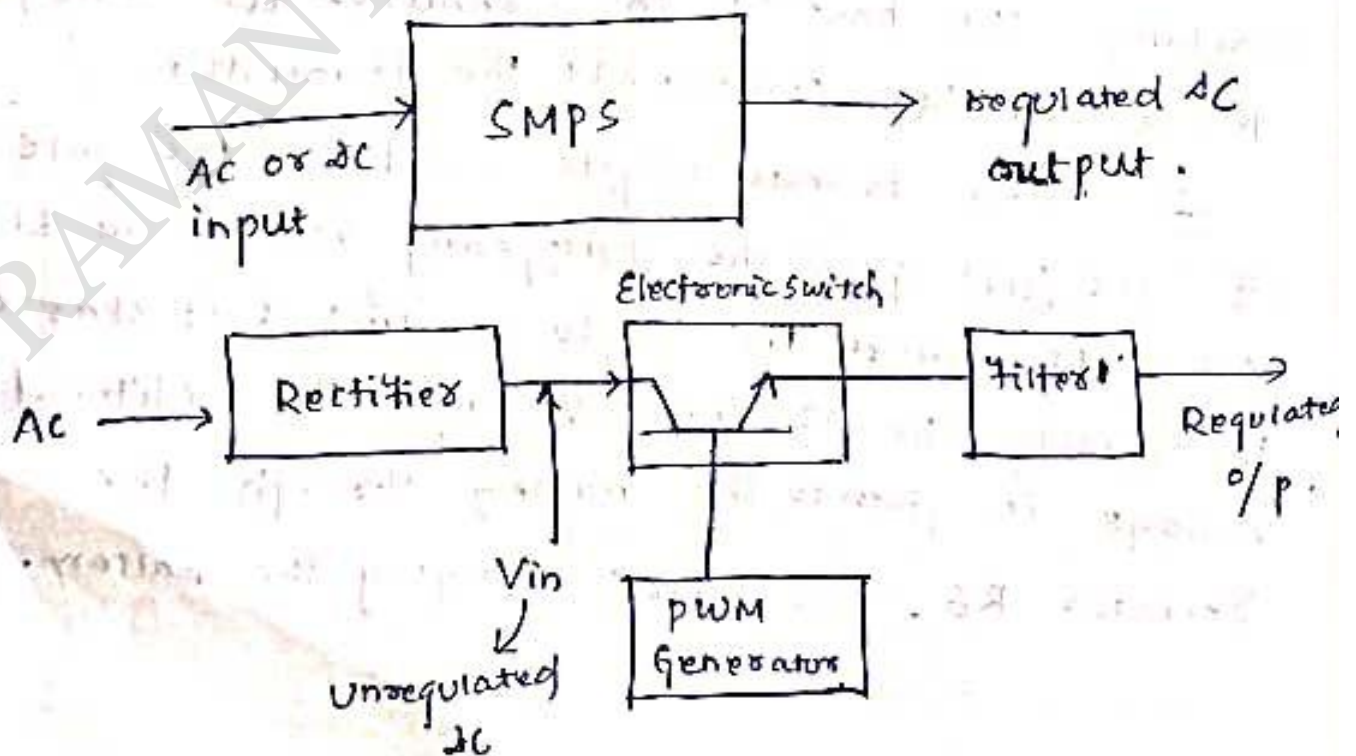 RAMAN
SMPS
AC or DC
input
regulated DC
output.
Electronic switch
AC
Rectifier
Filter
Regulated
o/p.
Vin
unregulated
DC
PWM
Generator